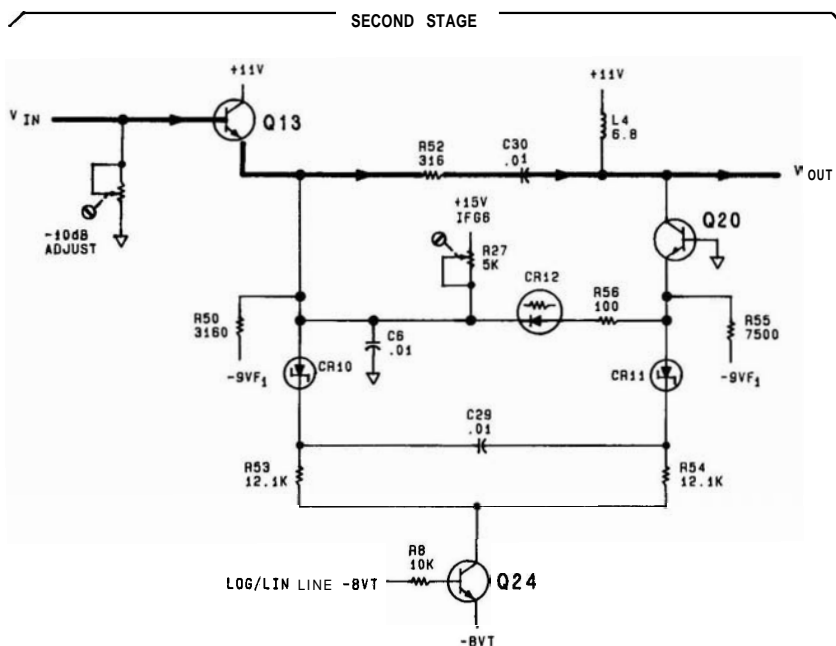 SECOND STAGE
+11V
+11V
V IN
Q13
L4
6.8
R52
316
C30
.01
V OUT
+15V
IFG6
Q20
-10dB
ADJUST
R27
5K
CR12
R56
100
R50
3160
C6
.01
R55
7500
-9VF1
CR10
CR11
-9VF1
C29
.01
R53
12.1K
R54
12.1K
R8
10K
LOG/LIN LINE -8VT
Q24
-8VT